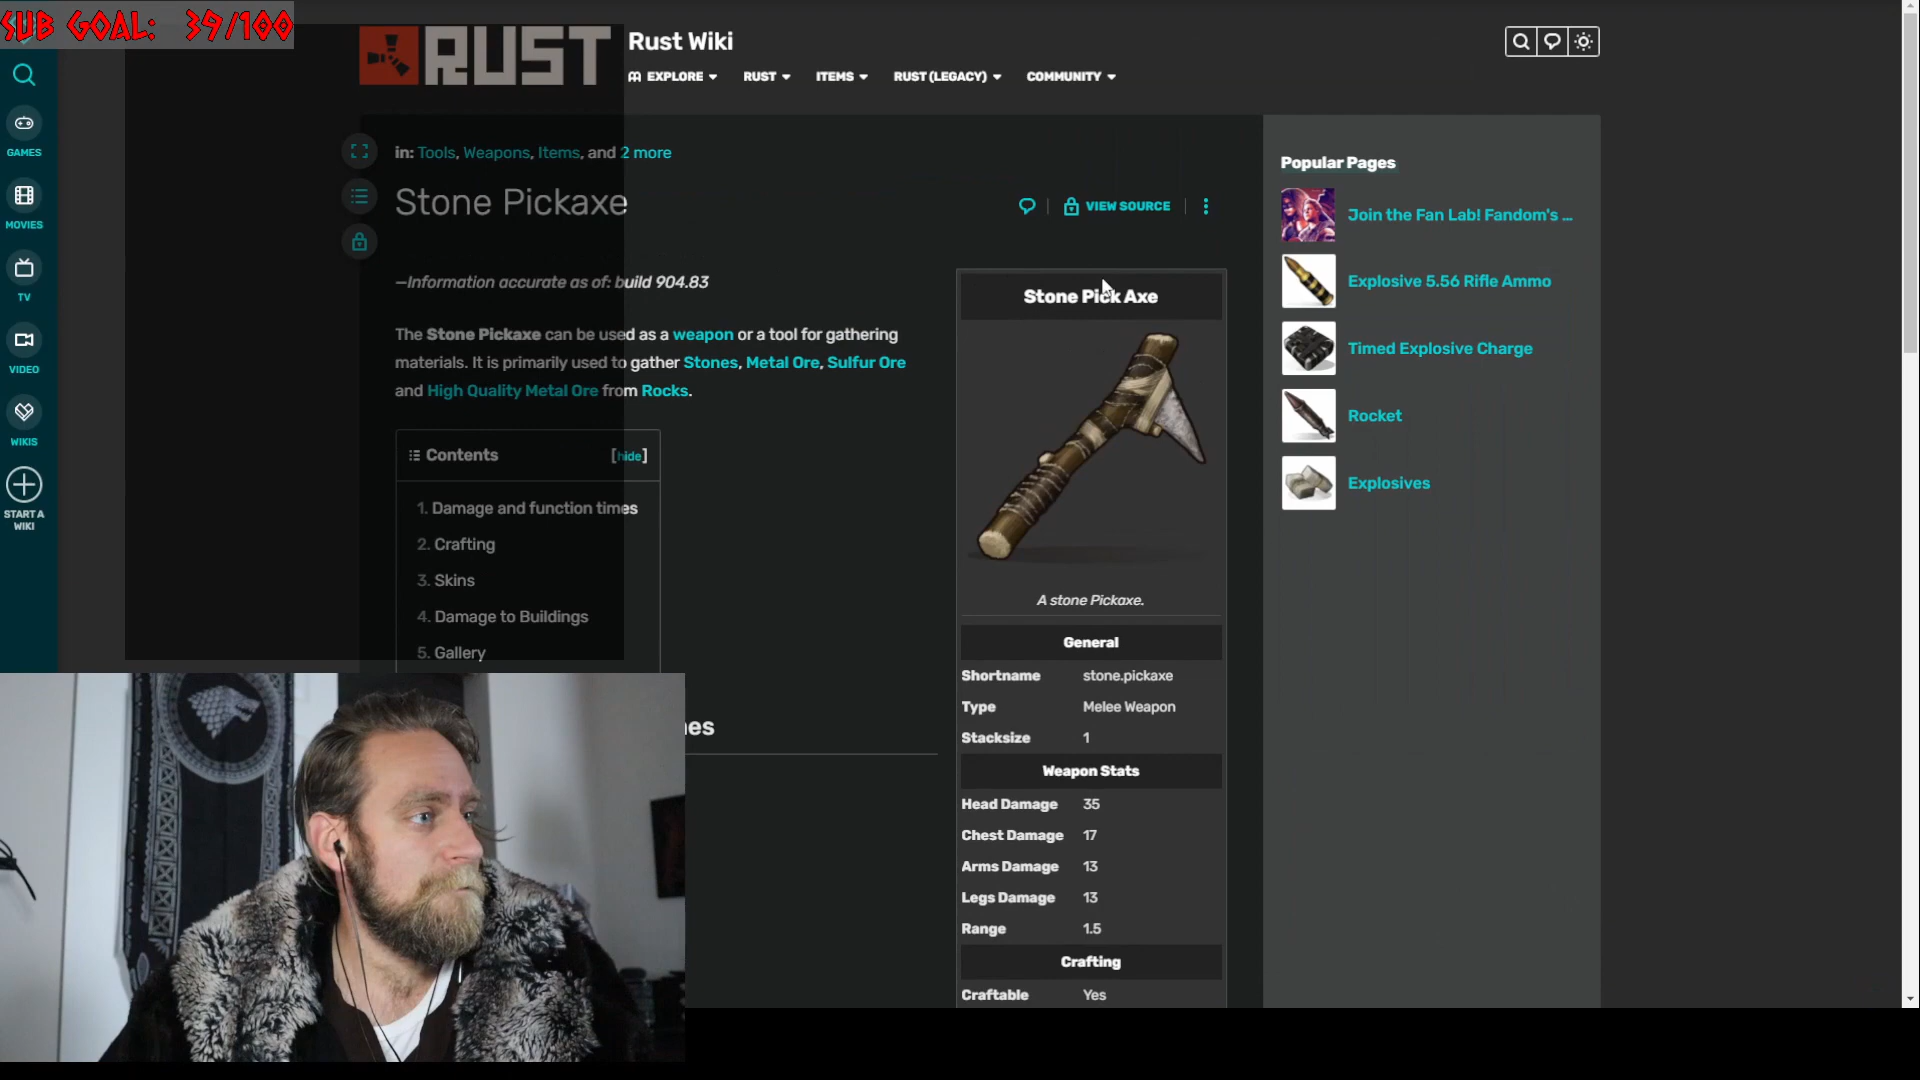 SUB GOAL: 39/100
RUST
Rust Wiki
EXPLORE
RUST
ITEMS
RUST (LEGACY)
COMMUNITY
GAMES
MOVIES
TV
VIDEO
WIKIS
START A
WIKI
in: Tools, Weapons, Items, and 2 more
Stone Pickaxe
VIEW SOURCE
—Information accurate as of: build 904.83
The Stone Pickaxe can be used as a weapon or a tool for gathering
materials. It is primarily used to gather Stones, Metal Ore, Sulfur Ore
and High Quality Metal Ore from Rocks.
Contents [hide]
1. Damage and function times
2. Crafting
3. Skins
4. Damage to Buildings
5. Gallery
Stone Pick Axe
A stone Pickaxe.
General
Shortname stone.pickaxe
Type Melee Weapon
Stacksize 1
Weapon Stats
Head Damage 35
Chest Damage 17
Arms Damage 13
Legs Damage 13
Range 1.5
Crafting
Craftable Yes
Popular Pages
Join the Fan Lab! Fandom's ...
Explosive 5.56 Rifle Ammo
Timed Explosive Charge
Rocket
Explosives